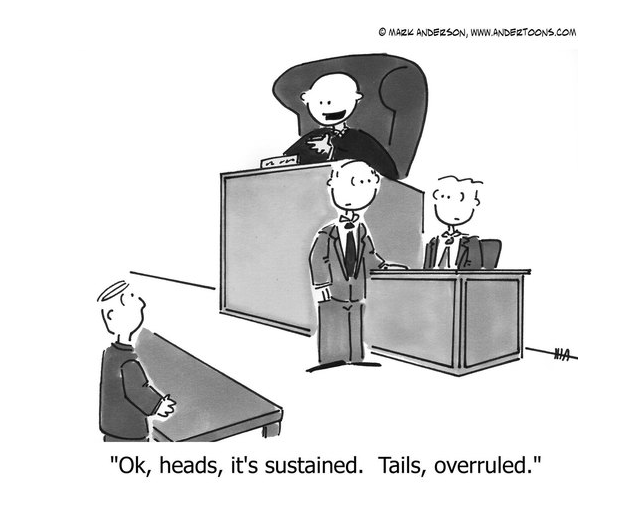 © MARK ANDERSON, WWW.ANDERTOONS.COM
"Ok, heads, it's sustained.  Tails, overruled."